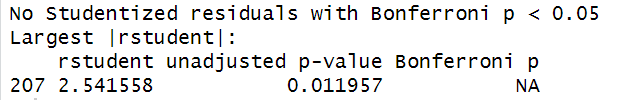 No Studentized residuals with Bonferroni p < 0.05
Largest |rstudent|:
    rstudent unadjusted p-value Bonferroni p
207 2.541558           0.011957           NA